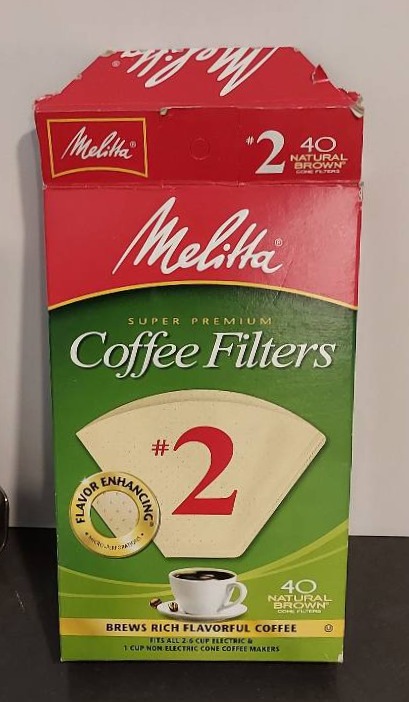 Melitta®
Melitta®
#2
40
NATURAL
BROWN®
CONE FILTERS
Melitta®
SUPER PREMIUM
Coffee Filters
#2
FLAVOR ENHANCING
MICROPERFORATIONS
40
NATURAL
BROWN®
CONE FILTERS
BREWS RICH FLAVORFUL COFFEE
FITS ALL 2-6 CUP ELECTRIC &
1 CUP NON ELECTRIC CONE COFFEE MAKERS